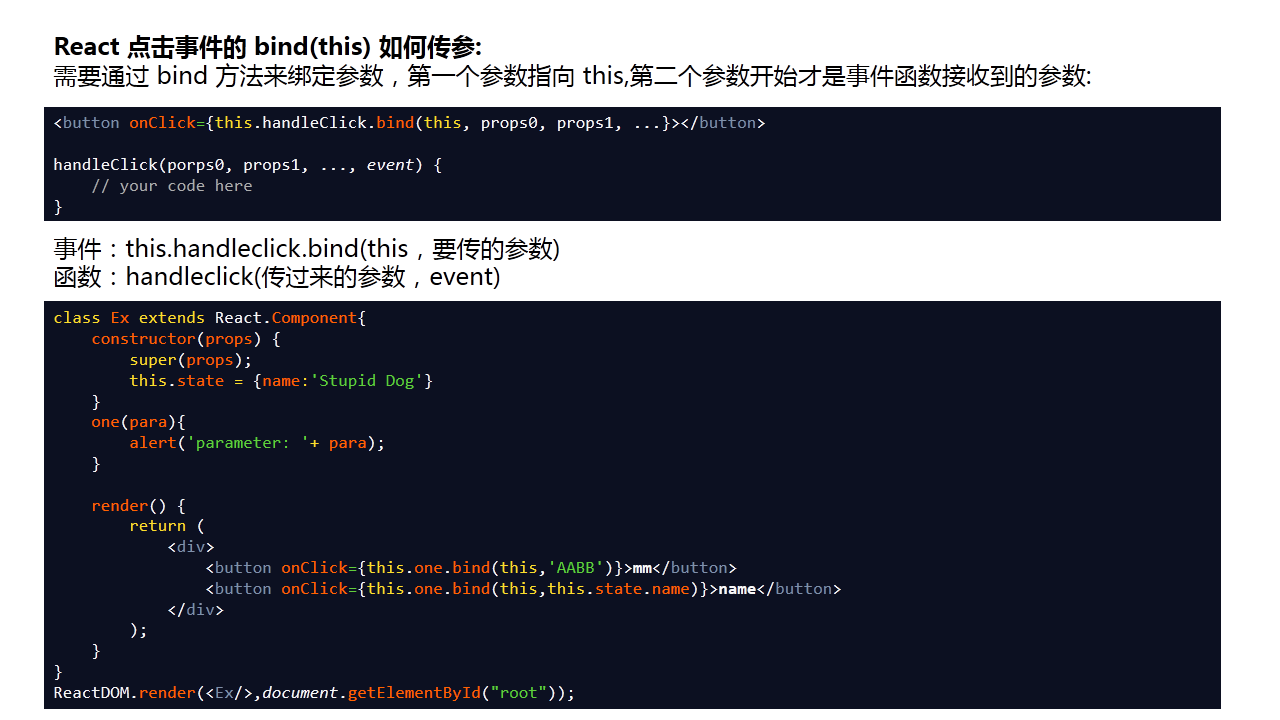 React 点击事件的 bind(this) 如何传参:
需要通过 bind 方法来绑定参数，第一个参数指向 this,第二个参数开始才是事件函数接收到的参数:
<button onClick={this.handleClick.bind(this, props0, props1, ...}></button>
handleClick(porps0, props1, ..., event) {
    // your code here
}
事件：this.handleclick.bind(this，要传的参数)
函数：handleclick(传过来的参数，event)
class Ex extends React.Component{
    constructor(props) {
        super(props);
        this.state = {name:'Stupid Dog'}
    }
    one(para){
        alert('parameter: '+ para);
    }
    render() {
        return (
            <div>
                <button onClick={this.one.bind(this,'AABB')}>mm</button>
                <button onClick={this.one.bind(this,this.state.name)}>name</button>
            </div>
        );
    }
}
ReactDOM.render(<Ex/>,document.getElementById("root"));